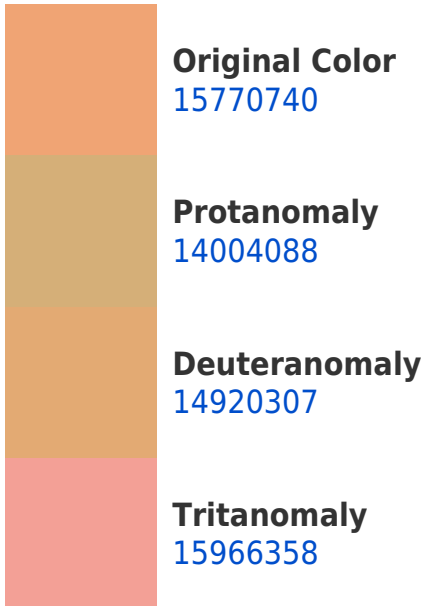 Original Color
15770740
Protanomaly
14004088
Deuteranomaly
14920307
Tritanomaly
15966358